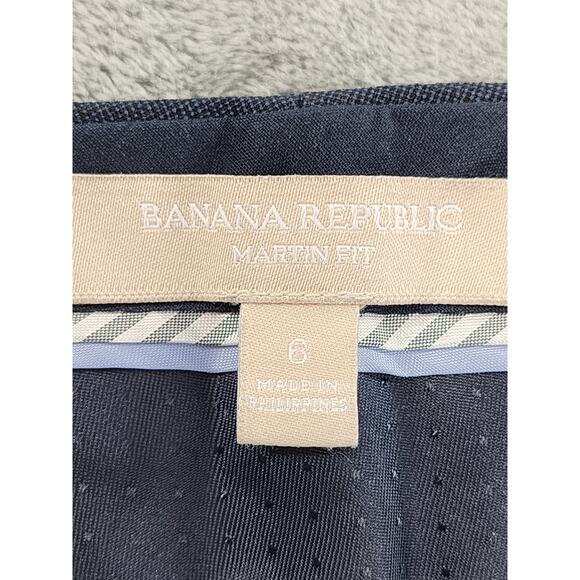 BANANA REPUBLIC
MARTIN FIT
6
MADE IN
PHILIPPINES